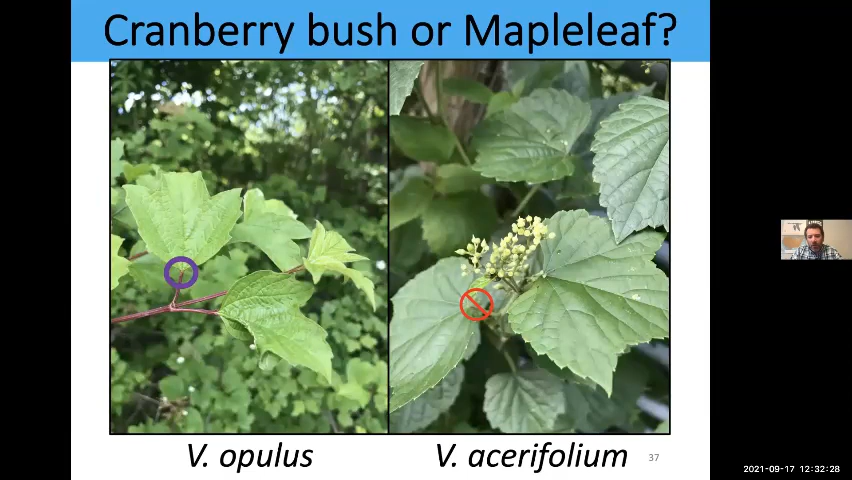 Cranberry bush or Mapleleaf?
V. opulus
V. acerifolium
37
2021-09-17 12:32:28